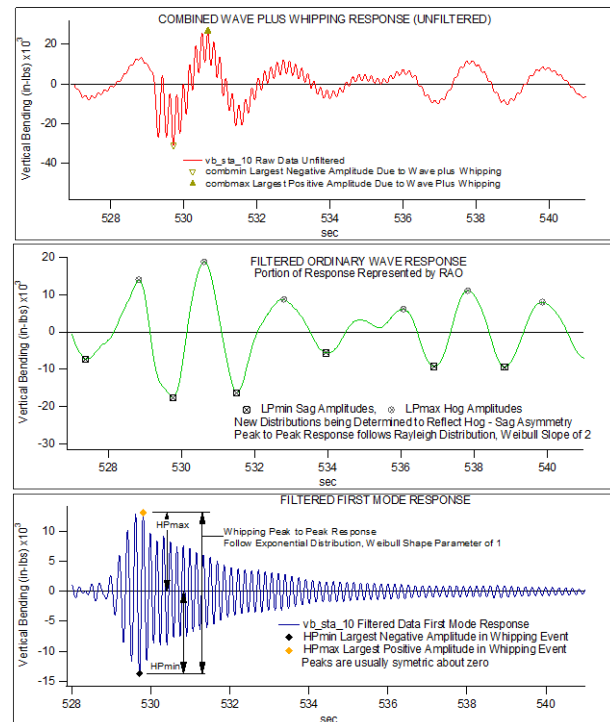 COMBINED WAVE PLUS WHIPPING RESPONSE (UNFILTERED)
Vertical Bending (in-lbs) x10³
20
0
-20
-40
vb_sta_10 Raw Data Unfiltered
combmin Largest Negative Amplitude Due to Wave plus Whipping
combmax Largest Positive Amplitude Due to Wave Plus Whipping
528 530 532 534 536 538 540
sec
FILTERED ORDINARY WAVE RESPONSE
Portion of Response Represented by RAO
Vertical Bending (in-lbs) x10³
20
10
0
-10
-20
-30
LPmin Sag Amplitudes, LPmax Hog Amplitudes
New Distributions being Determined to Reflect Hog - Sag Asymmetry
Peak to Peak Response follows Rayleigh Distribution, Weibull Slope of 2
528 530 532 534 536 538 540
sec
FILTERED FIRST MODE RESPONSE
Vertical Bending (in-lbs) x10³
10
5
0
-5
-10
-15
HPmax
Whipping Peak to Peak Response
Follow Exponential Distribution, Weibull Shape Parameter of 1
HPmin
vb_sta_10 Filtered Data First Mode Response
HPmin Largest Negative Amplitude in Whipping Event
HPmax Largest Positive Amplitude in Whipping Event
Peaks are usually symetric about zero
528 530 532 534 536 538 540
sec